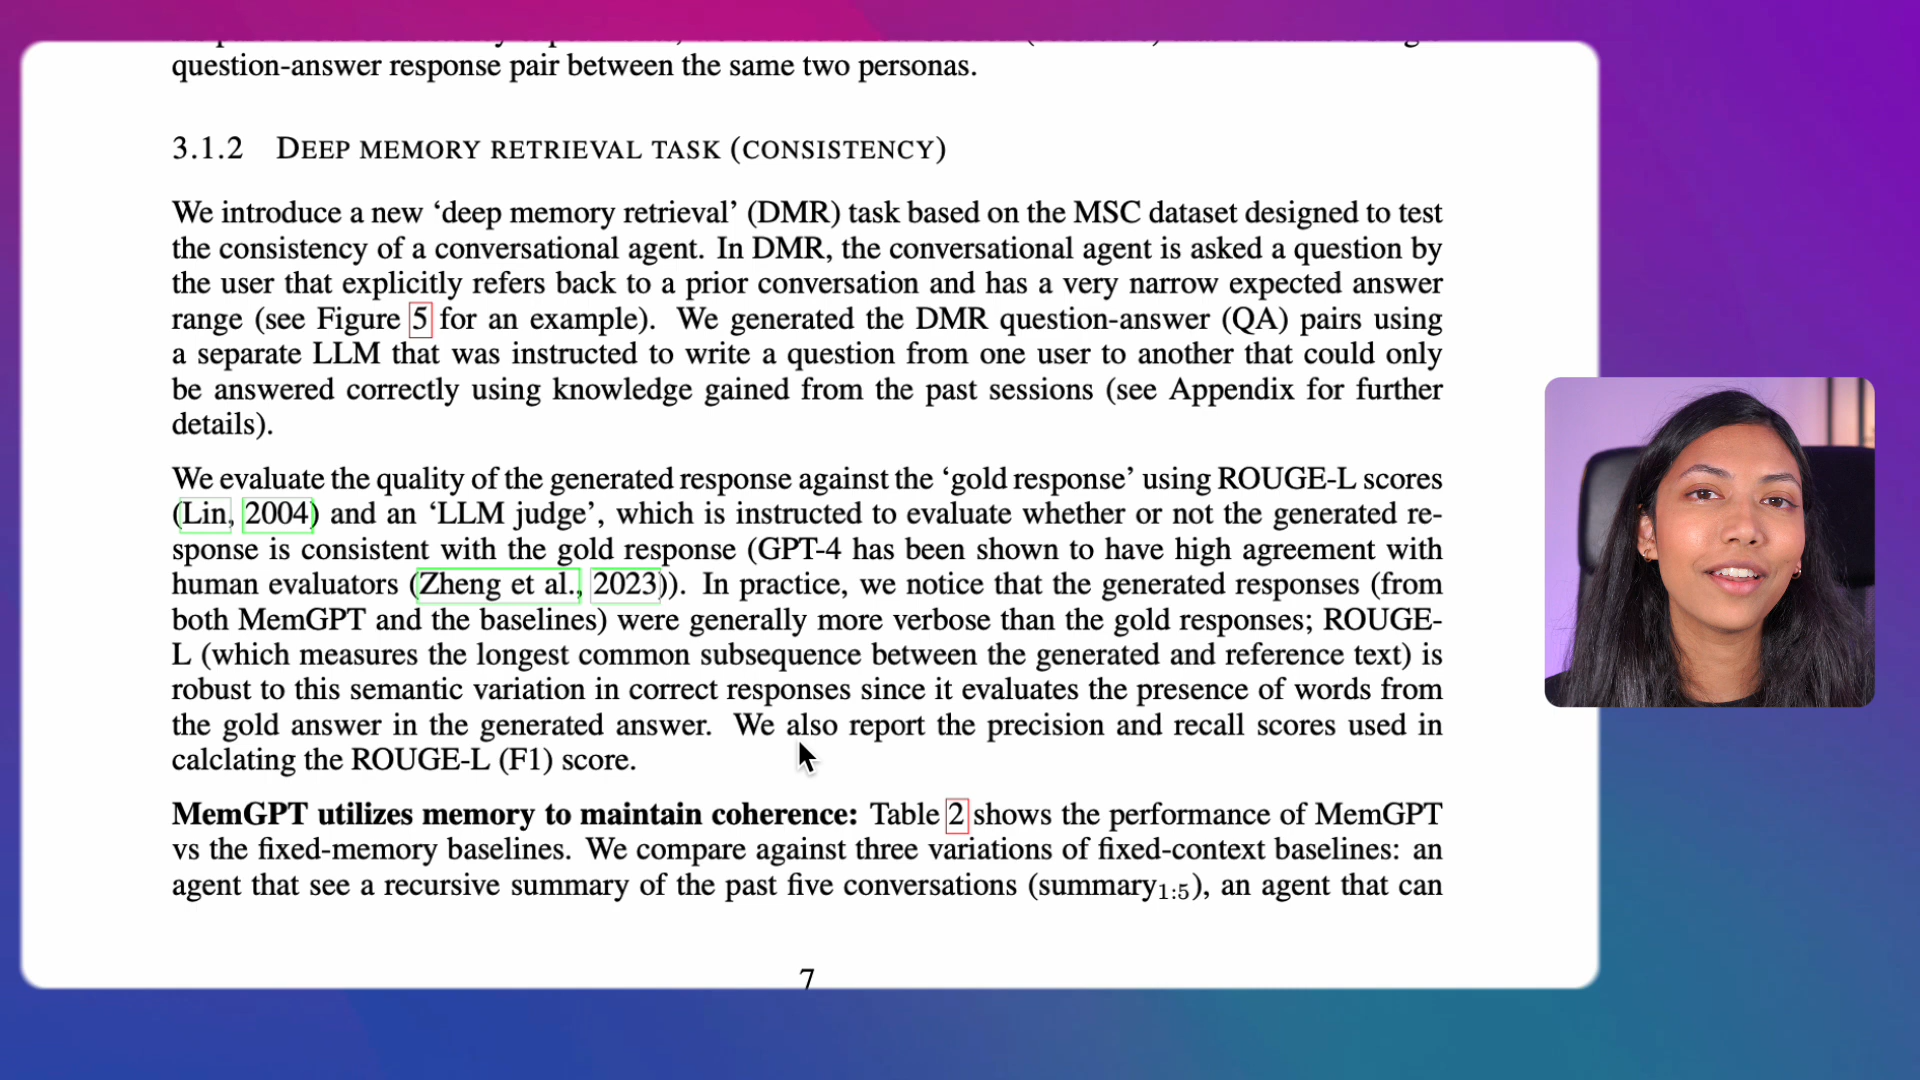 question-answer response pair between the same two personas.
3.1.2 DEEP MEMORY RETRIEVAL TASK (CONSISTENCY)
We introduce a new ‘deep memory retrieval’ (DMR) task based on the MSC dataset designed to test
the consistency of a conversational agent. In DMR, the conversational agent is asked a question by
the user that explicitly refers back to a prior conversation and has a very narrow expected answer
range (see Figure 5 for an example). We generated the DMR question-answer (QA) pairs using
a separate LLM that was instructed to write a question from one user to another that could only
be answered correctly using knowledge gained from the past sessions (see Appendix for further
details).
We evaluate the quality of the generated response against the ‘gold response’ using ROUGE-L scores
(Lin, 2004) and an ‘LLM judge’, which is instructed to evaluate whether or not the generated re-
sponse is consistent with the gold response (GPT-4 has been shown to have high agreement with
human evaluators (Zheng et al., 2023)). In practice, we notice that the generated responses (from
both MemGPT and the baselines) were generally more verbose than the gold responses; ROUGE-
L (which measures the longest common subsequence between the generated and reference text) is
robust to this semantic variation in correct responses since it evaluates the presence of words from
the gold answer in the generated answer. We also report the precision and recall scores used in
calclating the ROUGE-L (F1) score.
MemGPT utilizes memory to maintain coherence: Table 2 shows the performance of MemGPT
vs the fixed-memory baselines. We compare against three variations of fixed-context baselines: an
agent that see a recursive summary of the past five conversations (summary1:5), an agent that can
7